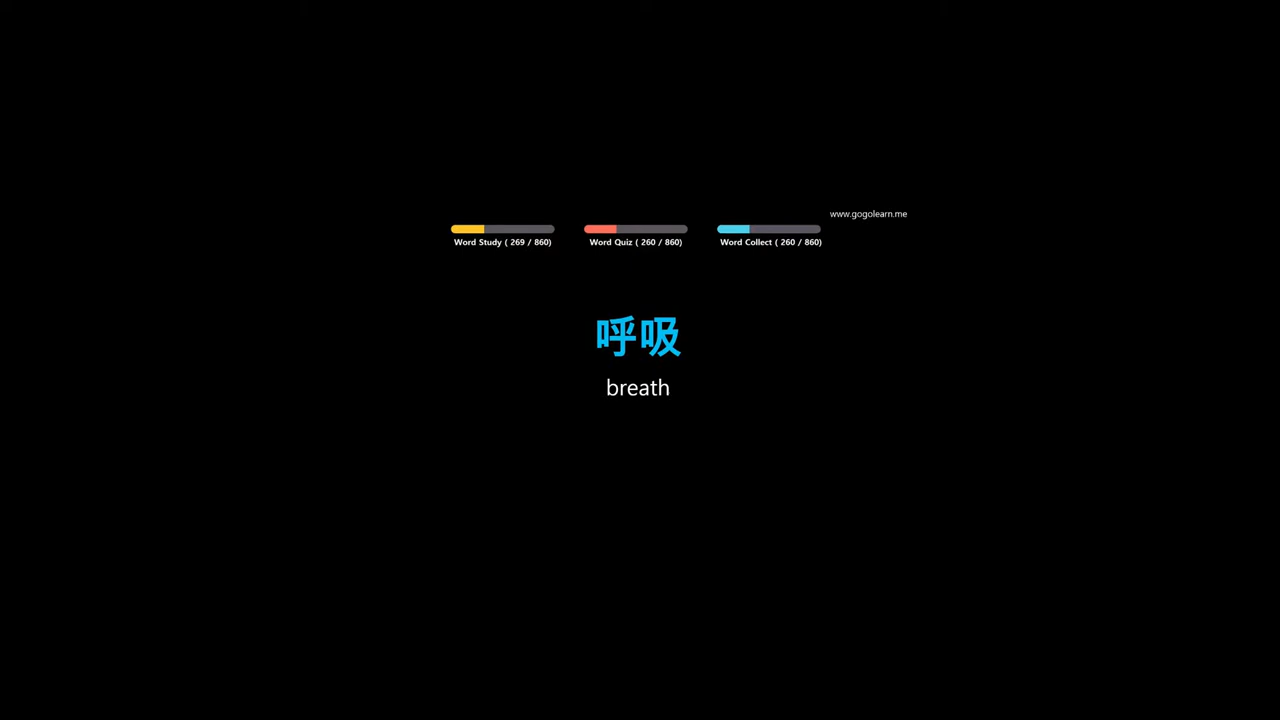 www.gogolearn.me
Word Study ( 269 / 860)
Word Quiz ( 260 / 860)
Word Collect ( 260 / 860)
呼吸
breath